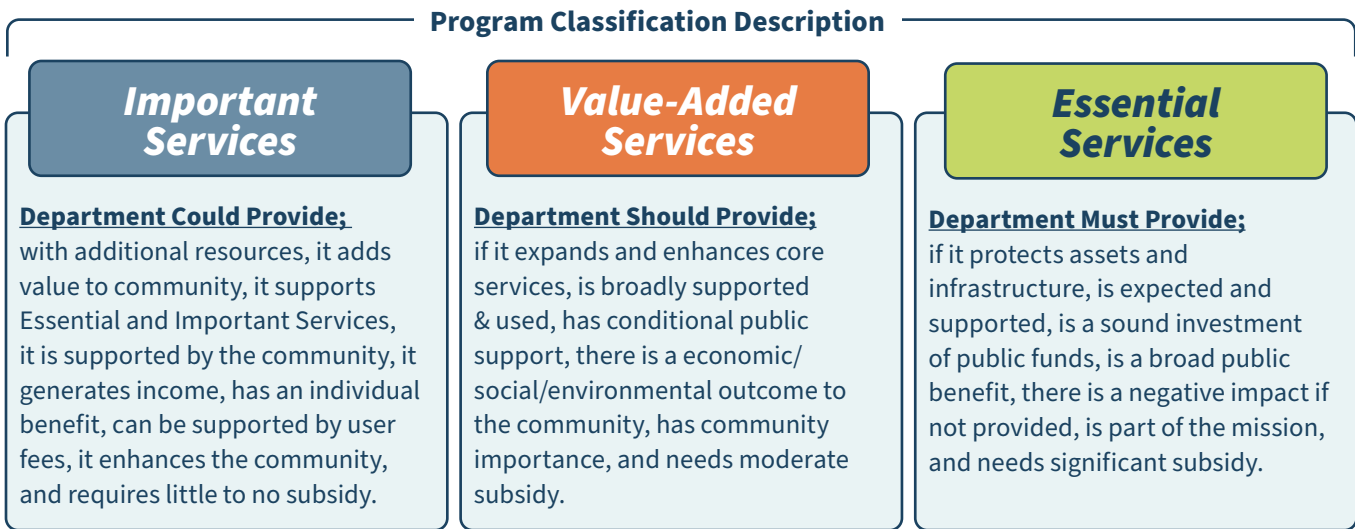 Program Classification Description
Important
Services
Department Could Provide;
with additional resources, it adds
value to community, it supports
Essential and Important Services,
it is supported by the community, it
generates income, has an individual
benefit, can be supported by user
fees, it enhances the community,
and requires little to no subsidy.
Value-Added
Services
Department Should Provide;
if it expands and enhances core
services, is broadly supported
& used, has conditional public
support, there is a economic/
social/environmental outcome to
the community, has community
importance, and needs moderate
subsidy.
Essential
Services
Department Must Provide;
if it protects assets and
infrastructure, is expected and
supported, is a sound investment
of public funds, is a broad public
benefit, there is a negative impact if
not provided, is part of the mission,
and needs significant subsidy.